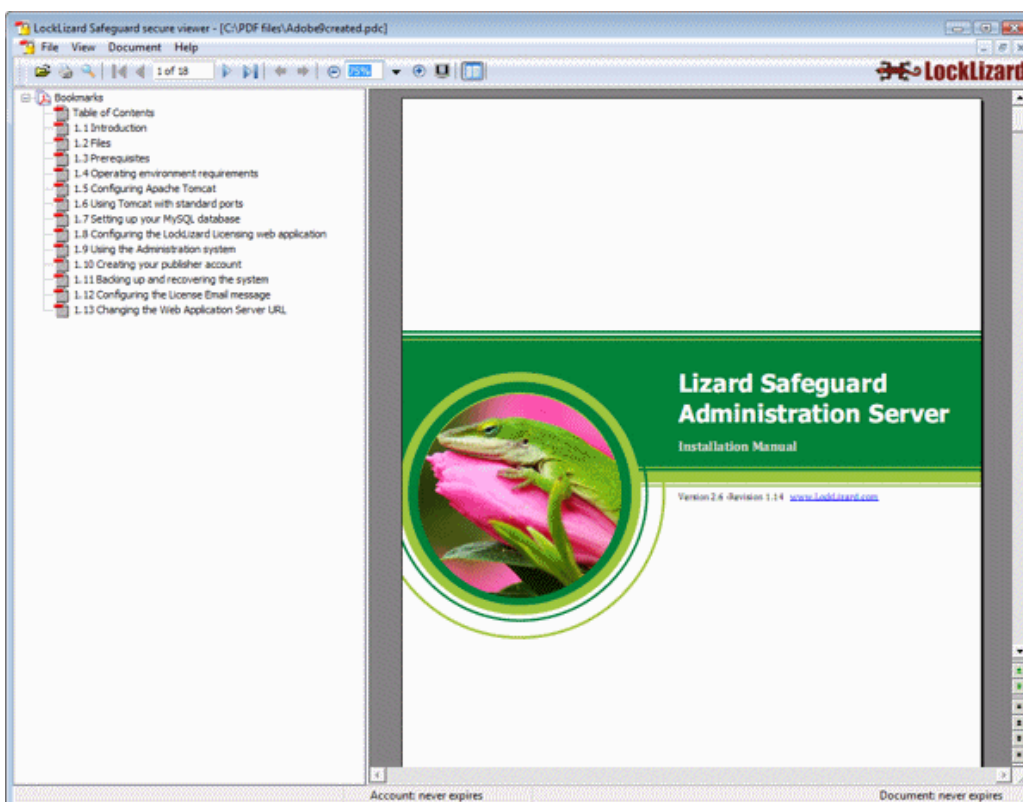 LockLizard Safeguard secure viewer - [C:\PDF files\Adobe9created.pdc]
File View Document Help
1 of 18 75% LockLizard
Bookmarks
Table of Contents
1.1 Introduction
1.2 Files
1.3 Prerequisites
1.4 Operating environment requirements
1.5 Configuring Apache Tomcat
1.6 Using Tomcat with standard ports
1.7 Setting up your MySQL database
1.8 Configuring the LockLizard Licensing web application
1.9 Using the Administration system
1.10 Creating your publisher account
1.11 Backing up and recovering the system
1.12 Configuring the License Email message
1.13 Changing the Web Application Server URL
Lizard Safeguard
Administration Server
Installation Manual
Version 2.6 -Revision 1.14 www.LockLizard.com
Account: never expires Document: never expires